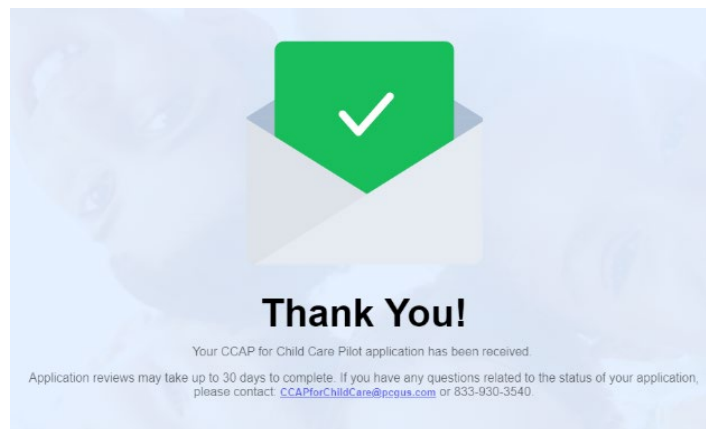 Thank You!
Your CCAP for Child Care Pilot application has been received.
Application reviews may take up to 30 days to complete. If you have any questions related to the status of your application,
please contact: CCAPforChildCare@pcgus.com or 833-930-3540.